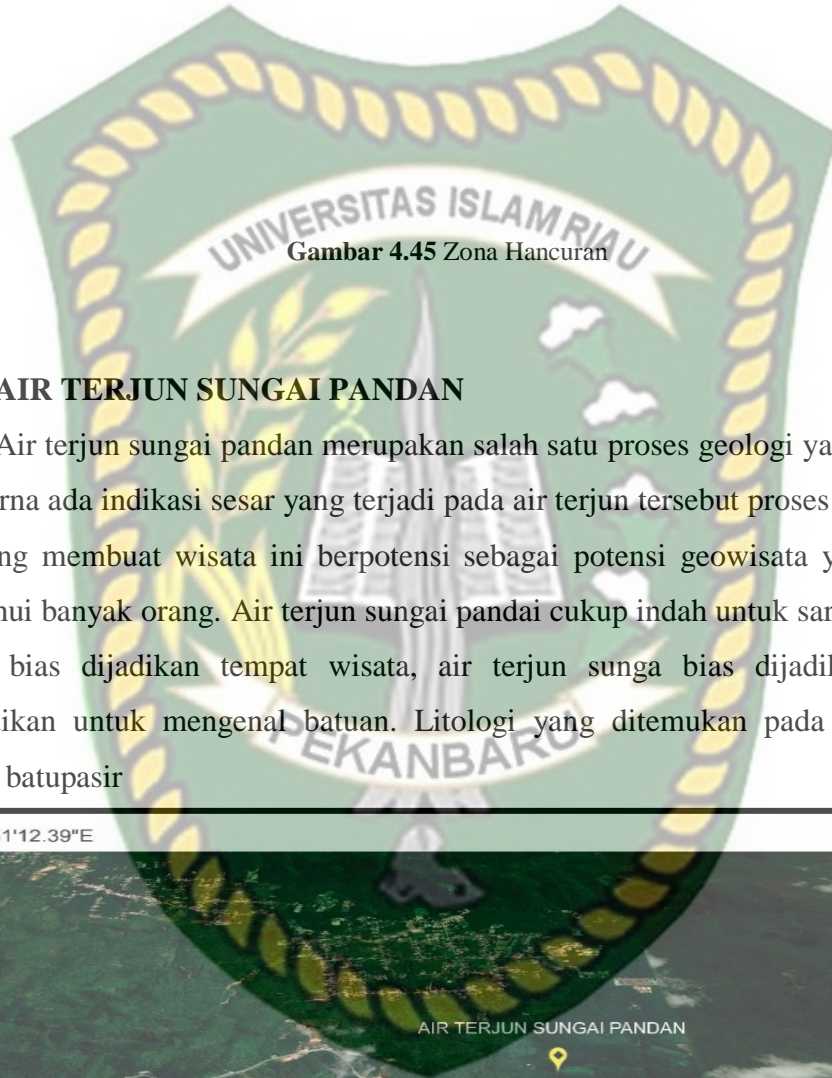 UNIVERSITAS ISLAM RIAU
Gambar 4.45 Zona Hancuran
AIR TERJUN SUNGAI PANDAN
Air terjun sungai pandan merupakan salah satu proses geologi ya
rna ada indikasi sesar yang terjadi pada air terjun tersebut proses
ng membuat wisata ini berpotensi sebagai potensi geowisata y
hui banyak orang. Air terjun sungai pandai cukup indah untuk sar
bias dijadikan tempat wisata, air terjun sunga bias dijadil
dikan untuk mengenal batuan. Litologi yang ditemukan pada
batupasir
PEKANBARU
1'12.39"E
AIR TERJUN SUNGAI PANDAN